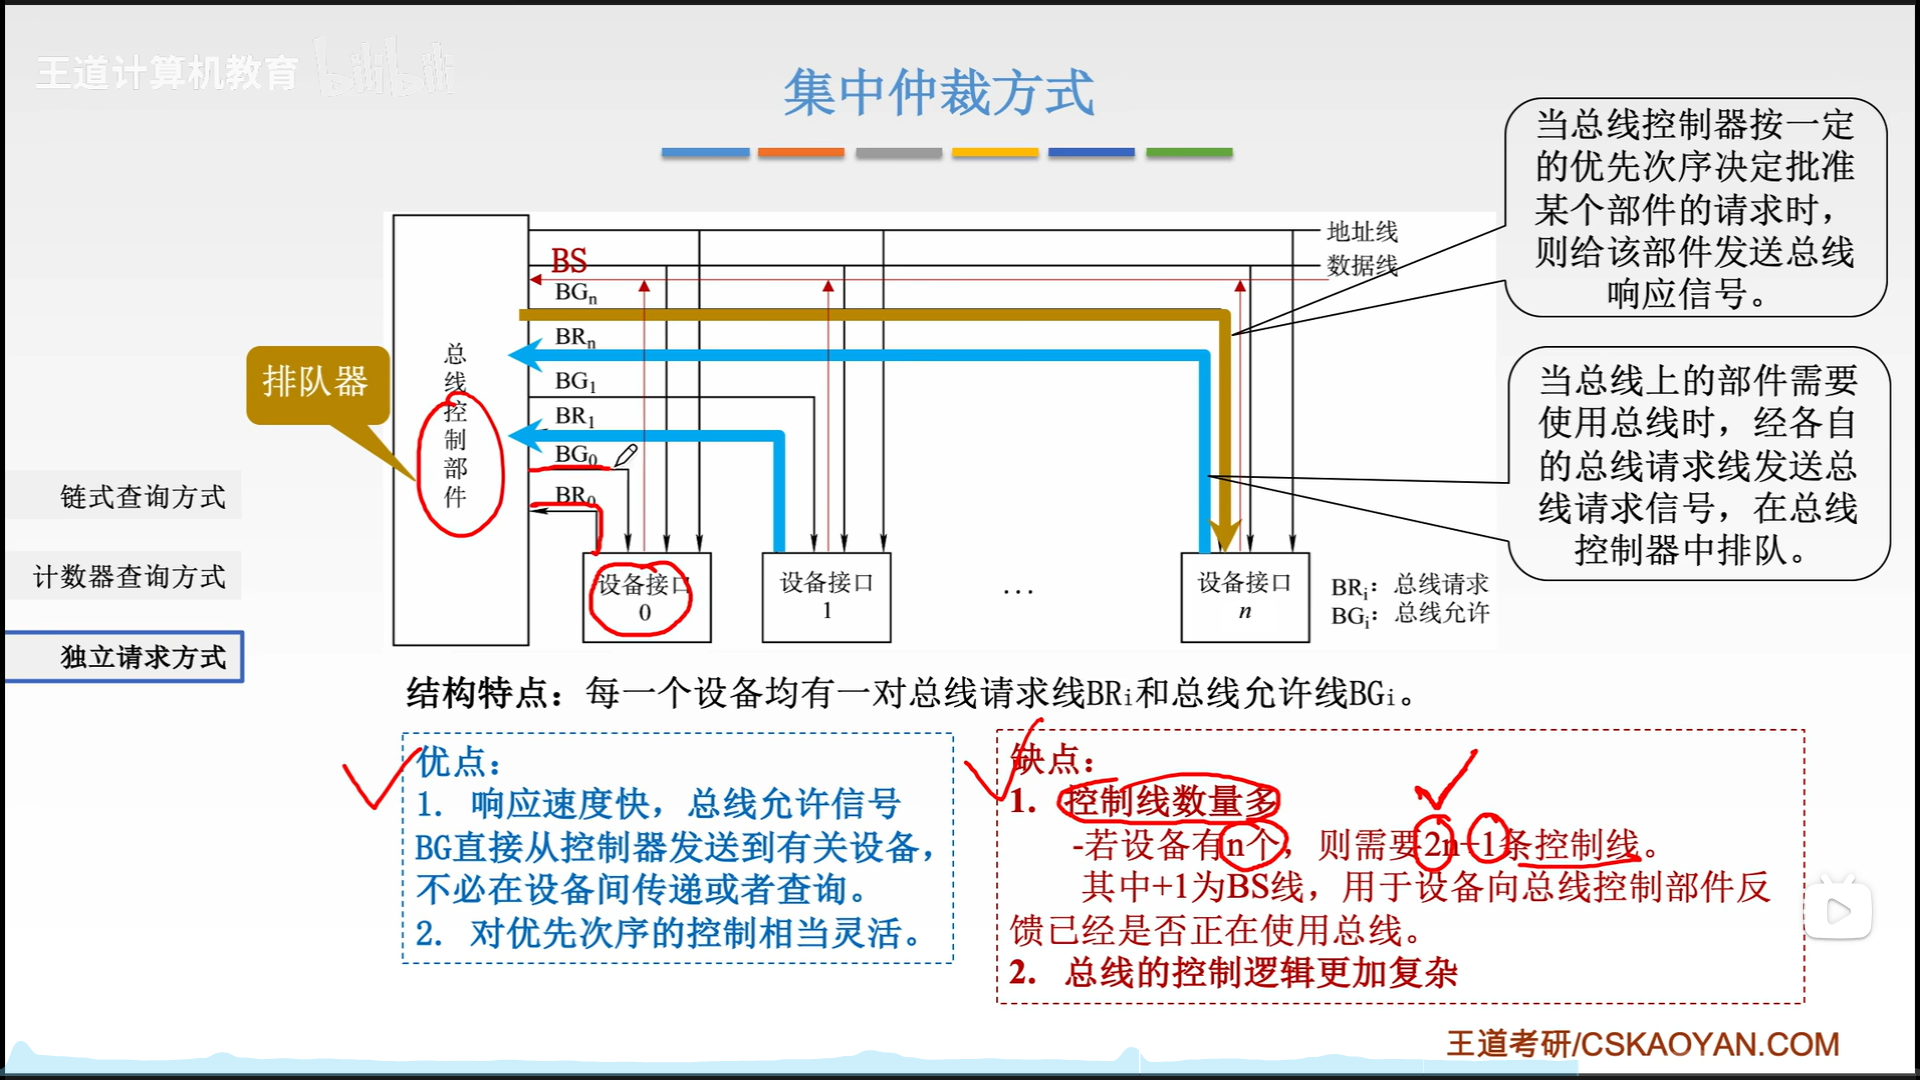 王道计算机教育 bilibili
集中仲裁方式
当总线控制器按一定
的优先次序决定批准
某个部件的请求时，
则给该部件发送总线
响应信号。
地址线
数据线
BS
BGn
BRn
BG1
BR1
BG0
BR0
总线控制部件
排队器
当总线上的部件需要
使用总线时，经各自
的总线请求线发送总
线请求信号，在总线
控制器中排队。
链式查询方式
计数器查询方式
独立请求方式
设备接口
0
设备接口
1
...
设备接口
n
BRi：总线请求
BGi：总线允许
结构特点：每一个设备均有一对总线请求线BRi和总线允许线BGi。
优点：
1. 响应速度快，总线允许信号
BG直接从控制器发送到有关设备，
不必在设备间传递或者查询。
2. 对优先次序的控制相当灵活。
缺点：
1. 控制线数量多
-若设备有n个，则需要2n+1条控制线。
其中+1为BS线，用于设备向总线控制部件反
馈已经是否正在使用总线。
2. 总线的控制逻辑更加复杂
王道考研/CSKAOYAN.COM